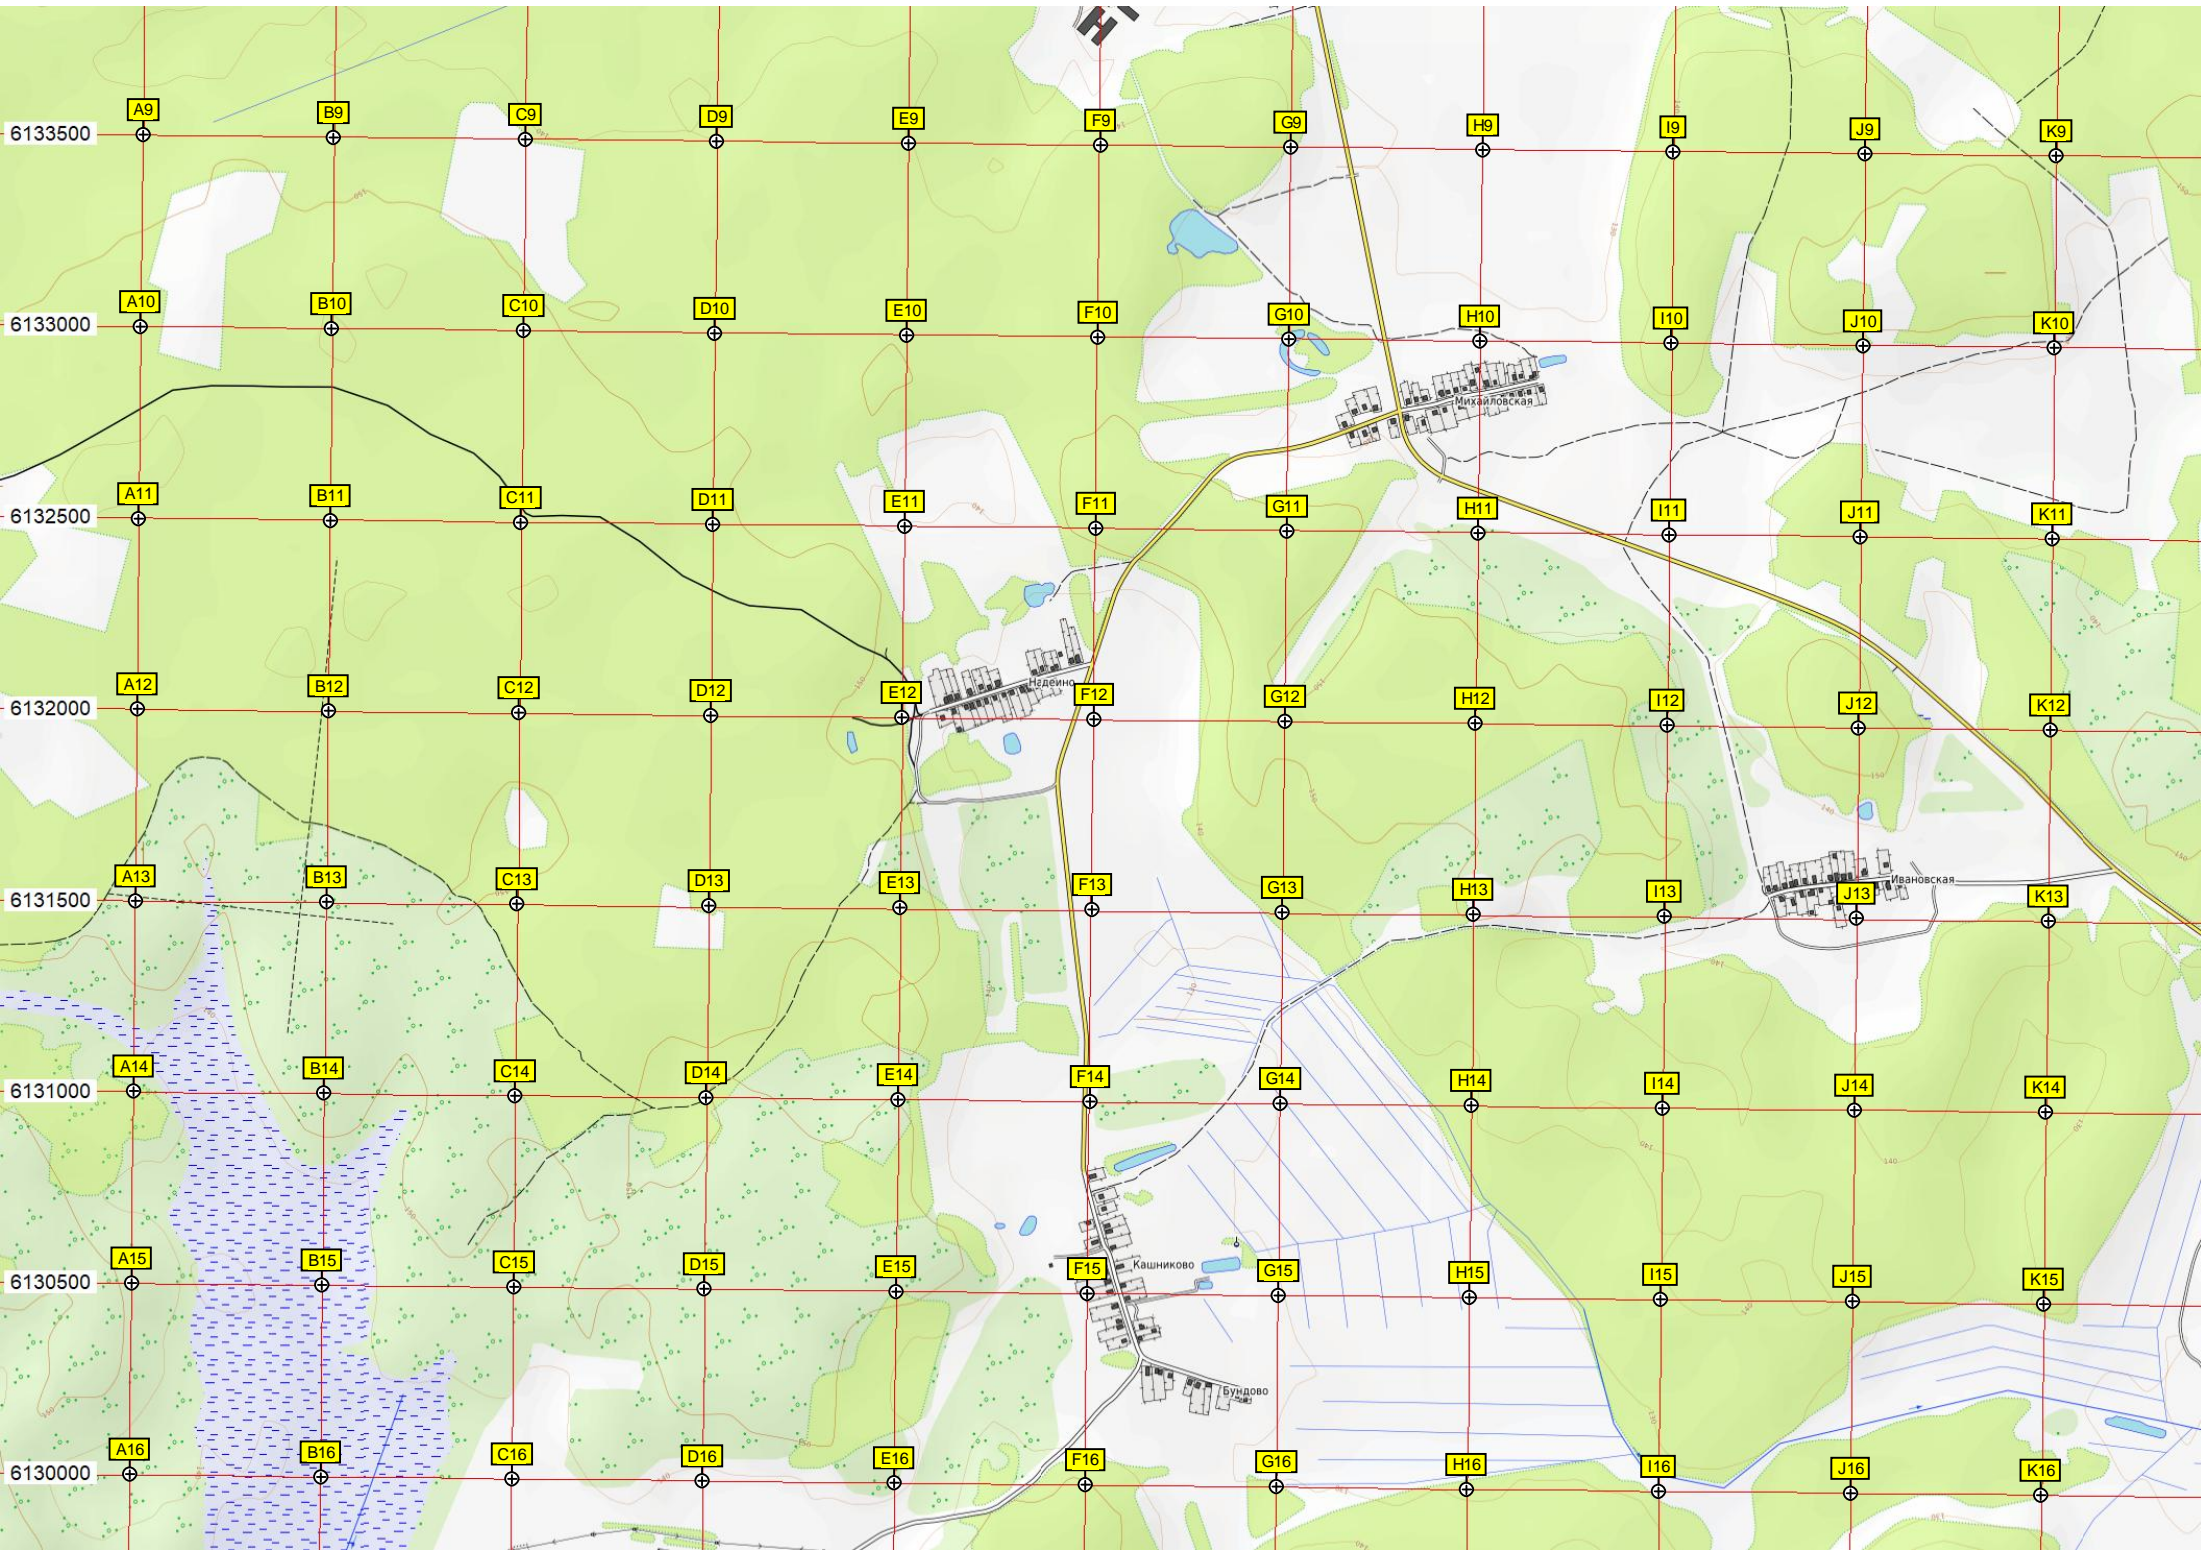 A9 B9 C9 D9 E9 F9 G9 H9 I9 J9 K9
6133500
A10 B10 C10 D10 E10 F10 G10 H10 I10 J10 K10
6133000
Михайловская
A11 B11 C11 D11 E11 F11 G11 H11 I11 J11 K11
6132500
Надеино
A12 B12 C12 D12 E12 F12 G12 H12 I12 J12 K12
6132000
A13 B13 C13 D13 E13 F13 G13 H13 I13 J13 K13
Ивановская
6131500
A14 B14 C14 D14 E14 F14 G14 H14 I14 J14 K14
6131000
A15 B15 C15 D15 E15 F15 G15 H15 I15 J15 K15
Кашниково
6130500
Бундово
A16 B16 C16 D16 E16 F16 G16 H16 I16 J16 K16
6130000